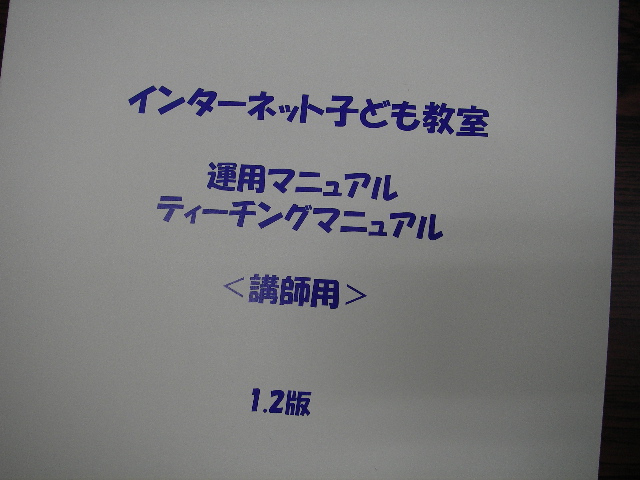 インターネット子ども教室
運用マニュアル
ティーチングマニュアル
＜講師用＞
1.2版